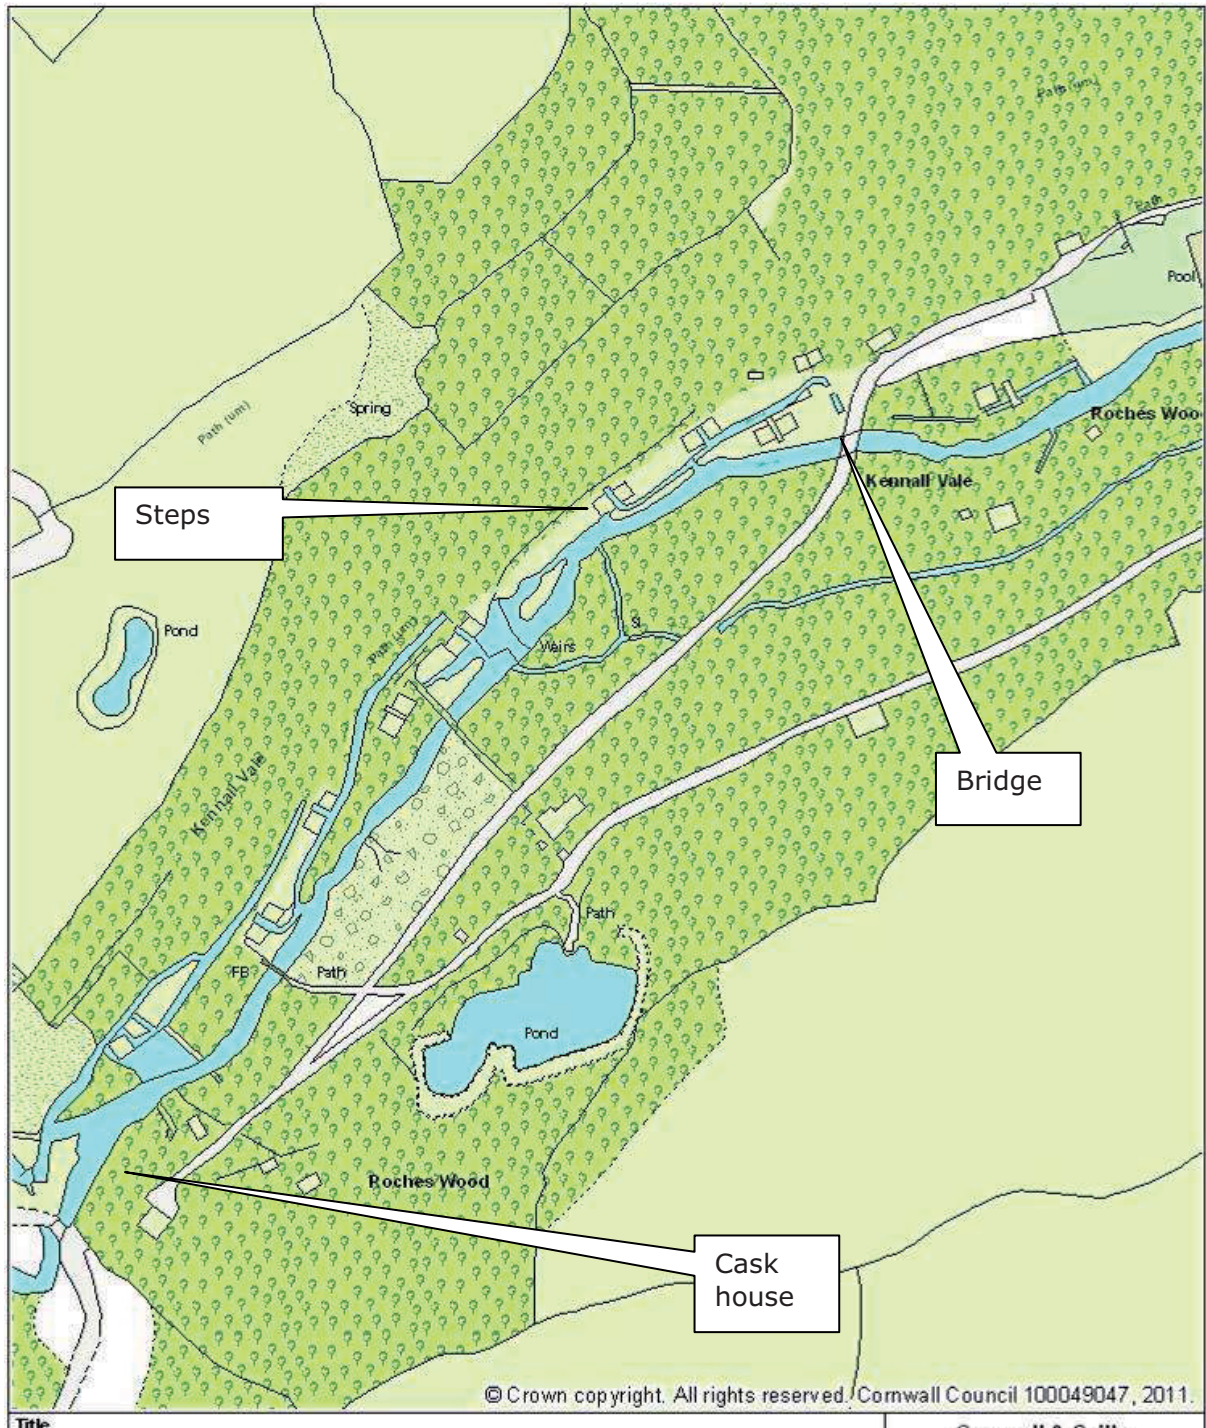 Path (um)
Path
Pool
Spring
Path (um)
Roches Woo
Kennall Vale
Steps
Pond
Path (um)
St
Weirs
Bridge
Kennall Vale
Path
FB
Path
Pond
Roches Wood
Cask
house
© Crown copyright. All rights reserved. Cornwall Council 100049047, 2011.
Title